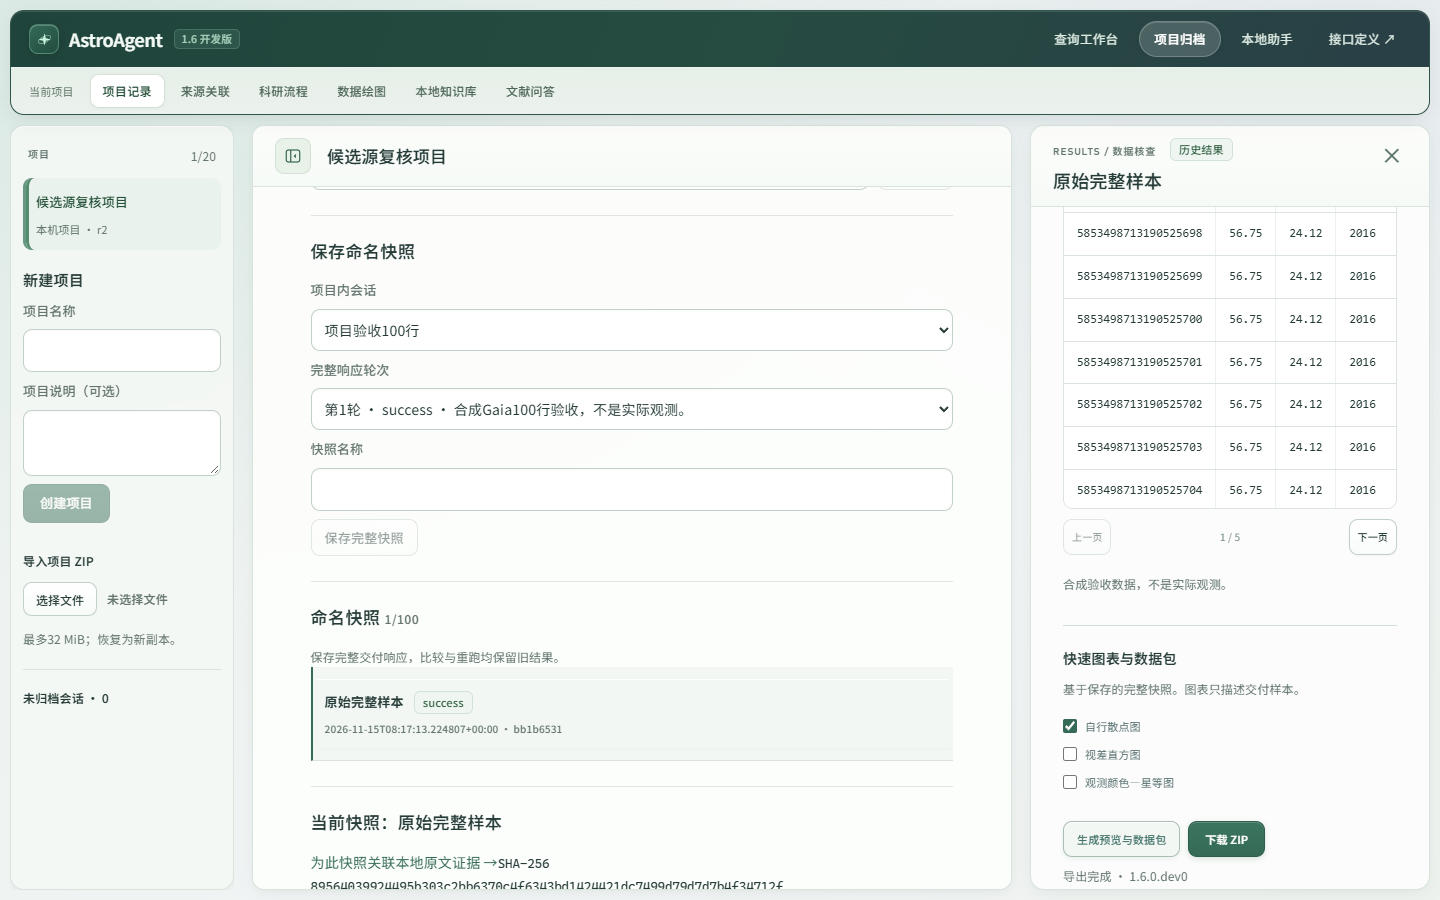 AstroAgent
1.6 开发版
查询工作台
项目归档
本地助手
接口定义 ↗
当前项目
项目记录
来源关联
科研流程
数据绘图
本地知识库
文献问答
项目
1/20
候选源复核项目
本机项目 · r2
新建项目
项目名称
项目说明（可选）
创建项目
导入项目 ZIP
选择文件
未选择文件
最多32 MiB；恢复为新副本。
未归档会话 · 0
候选源复核项目
保存命名快照
项目内会话
项目验收100行
完整响应轮次
第1轮 · success · 合成Gaia100行验收，不是实际观测。
快照名称
保存完整快照
命名快照 1/100
保存完整交付响应，比较与重跑均保留旧结果。
原始完整样本 success
2026-11-15T08:17:13.224807+00:00 · bb1b6531
当前快照：原始完整样本
为此快照关联本地原文证据 →SHA-256
RESULTS / 数据核查
历史结果
原始完整样本
5853498713190525698 56.75 24.12 2016
5853498713190525699 56.75 24.12 2016
5853498713190525700 56.75 24.12 2016
5853498713190525701 56.75 24.12 2016
5853498713190525702 56.75 24.12 2016
5853498713190525703 56.75 24.12 2016
5853498713190525704 56.75 24.12 2016
上一页
1 / 5
下一页
合成验收数据，不是实际观测。
快速图表与数据包
基于保存的完整快照。图表只描述交付样本。
自行散点图
视差直方图
观测颜色—星等图
生成预览与数据包
下载 ZIP
导出完成 · 1.6.0.dev0